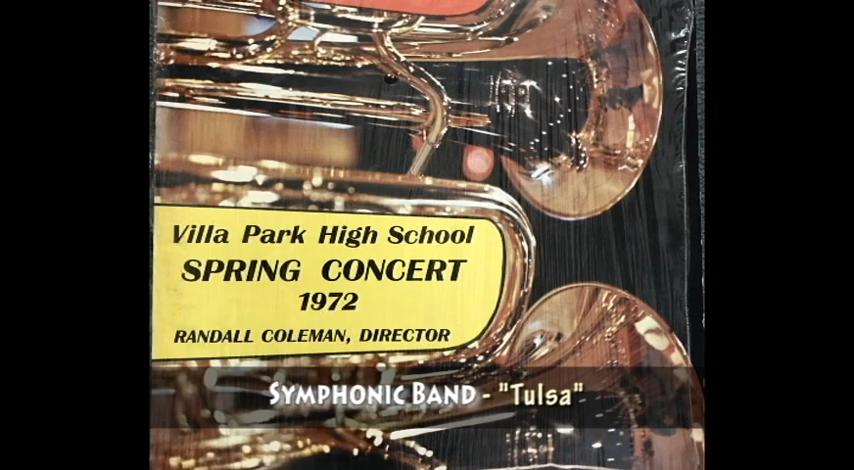 Villa Park High School
SPRING CONCERT
1972
RANDALL COLEMAN, DIRECTOR
SYMPHONIC BAND - "Tulsa"